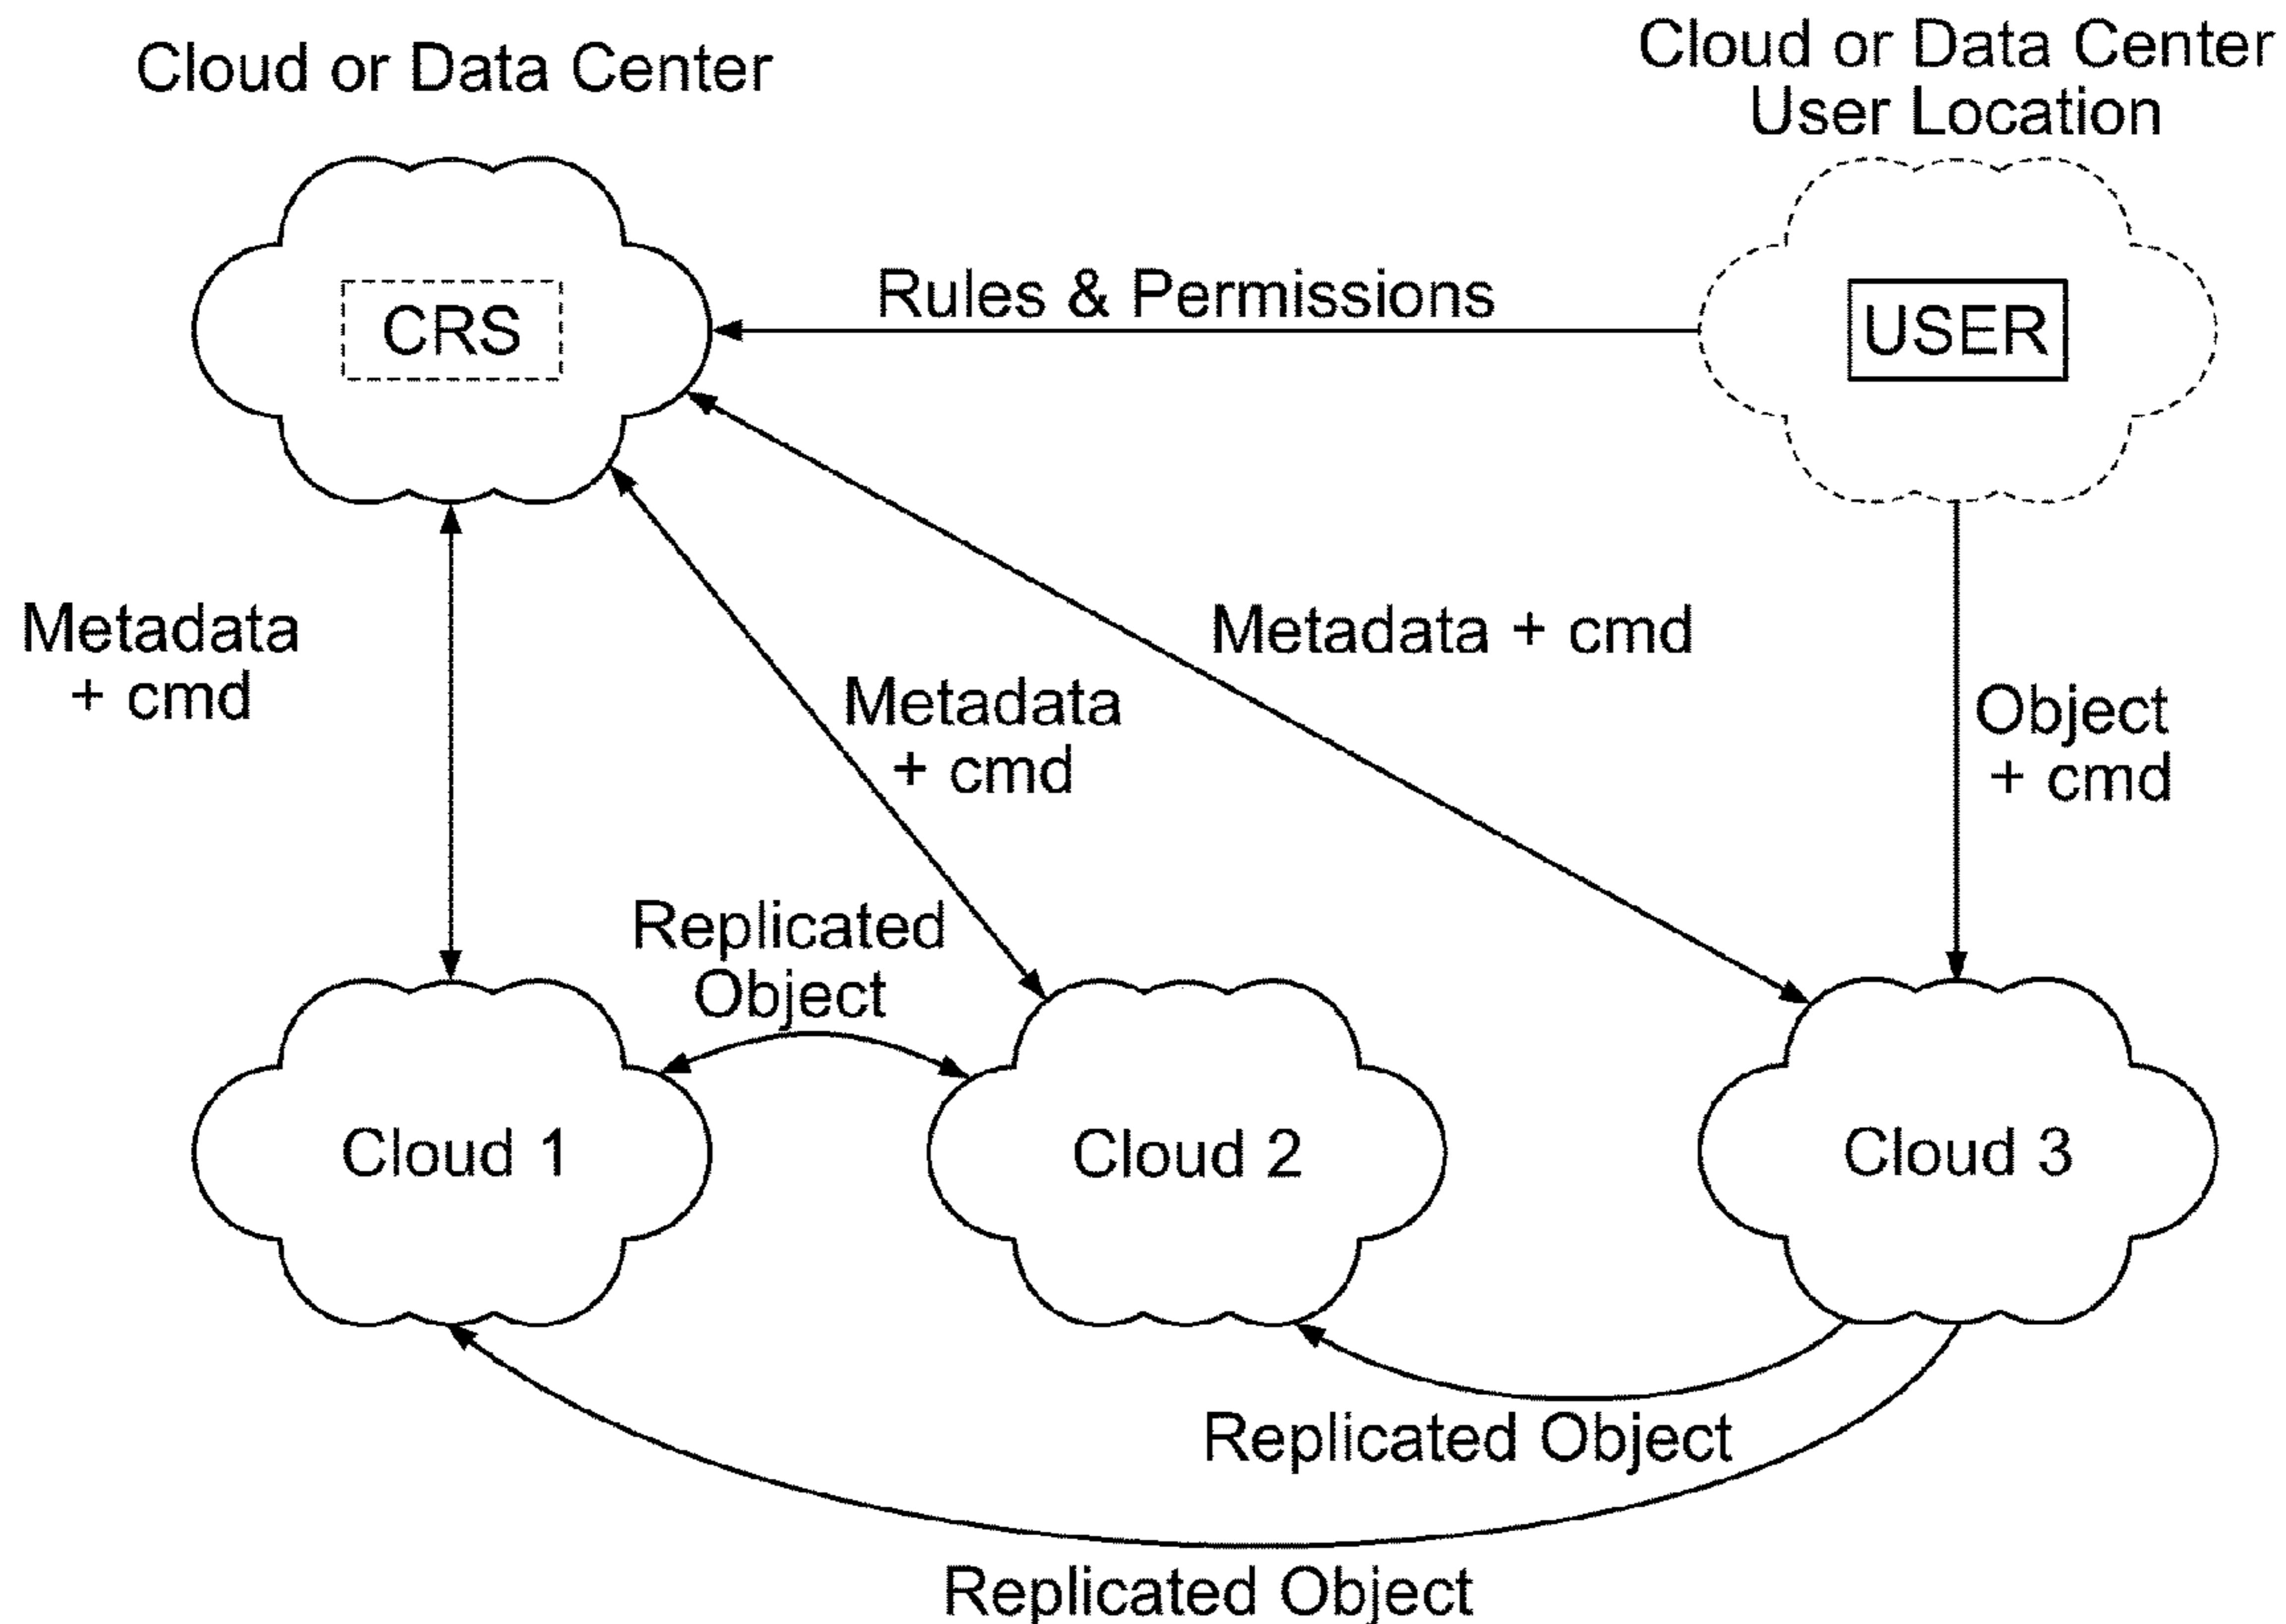 Cloud or Data Center
Cloud or Data Center
User Location
CRS
Rules & Permissions
USER
Metadata
+ cmd
Metadata
+ cmd
Metadata + cmd
Object
+ cmd
Replicated
Object
Cloud 1
Cloud 2
Cloud 3
Replicated Object
Replicated Object